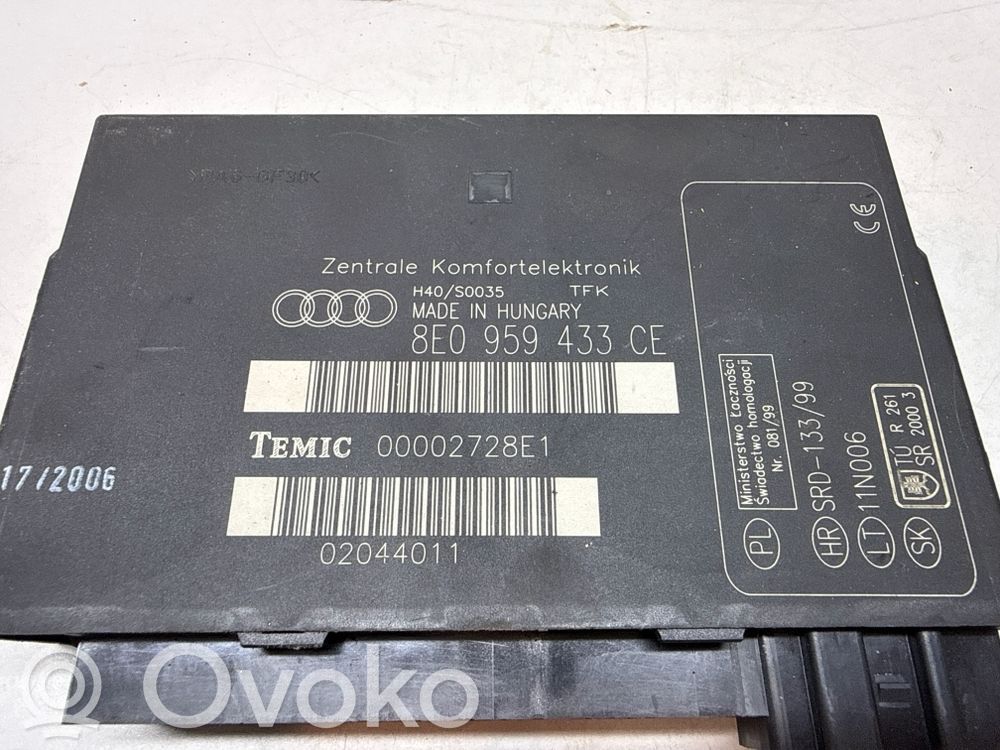 Zentrale Komfortelektronik
H40/S0035 TFK
MADE IN HUNGARY
8E0 959 433 CE
TEMIC 00002728E1
02044011
17/2006
CE
PL
Ministerstwo Łączności
Świadectwo homologacji
Nr. 081/99
HR SRD-133/99
LT 11N006
SK
TÚ R 261
SR 2000 3
Ovoko